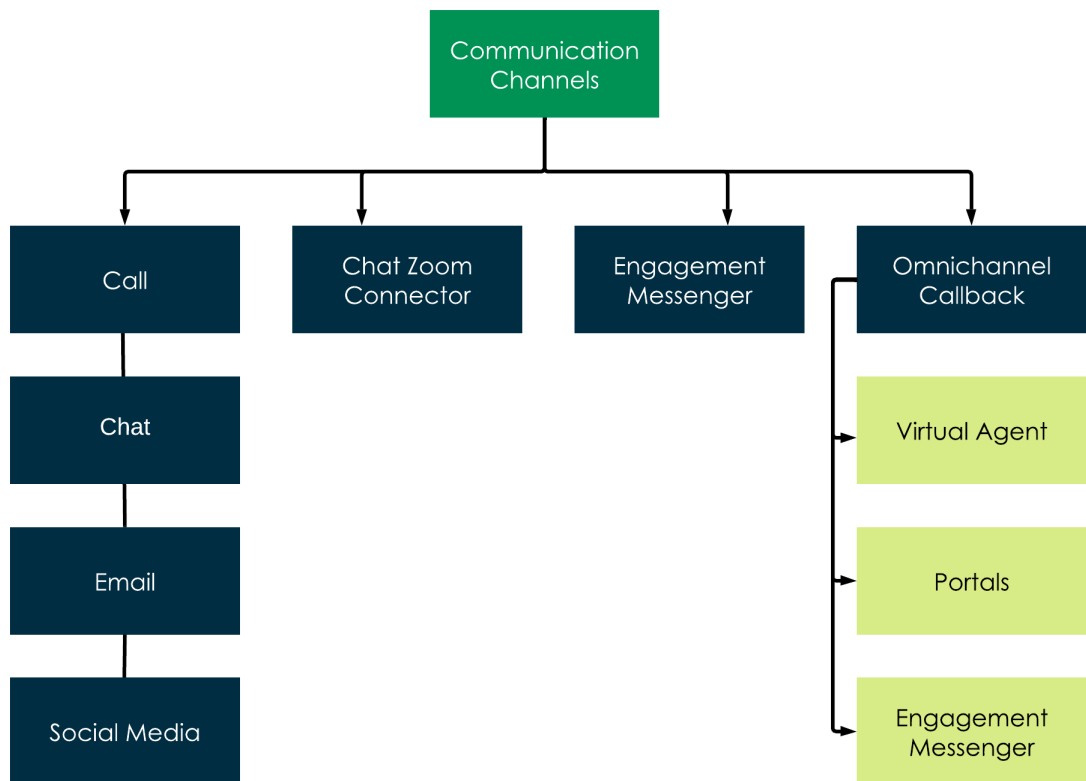 Communication
Channels
Call
Chat Zoom
Connector
Engagement
Messenger
Omnichannel
Callback
Chat
Virtual Agent
Email
Portals
Social Media
Engagement
Messenger